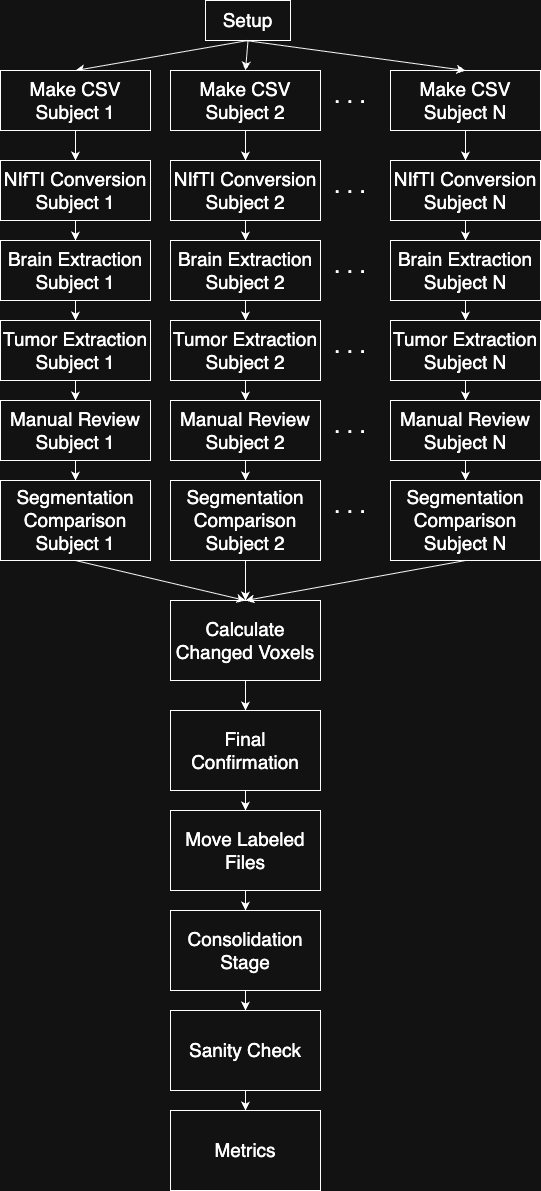 Setup
Make CSV
Subject 1
Make CSV
Subject 2
. . .
Make CSV
Subject N
NIfTI Conversion
Subject 1
NIfTI Conversion
Subject 2
. . .
NIfTI Conversion
Subject N
Brain Extraction
Subject 1
Brain Extraction
Subject 2
. . .
Brain Extraction
Subject N
Tumor Extraction
Subject 1
Tumor Extraction
Subject 2
. . .
Tumor Extraction
Subject N
Manual Review
Subject 1
Manual Review
Subject 2
. . .
Manual Review
Subject N
Segmentation
Comparison
Subject 1
Segmentation
Comparison
Subject 2
. . .
Segmentation
Comparison
Subject N
Calculate
Changed Voxels
Final
Confirmation
Move Labeled
Files
Consolidation
Stage
Sanity Check
Metrics